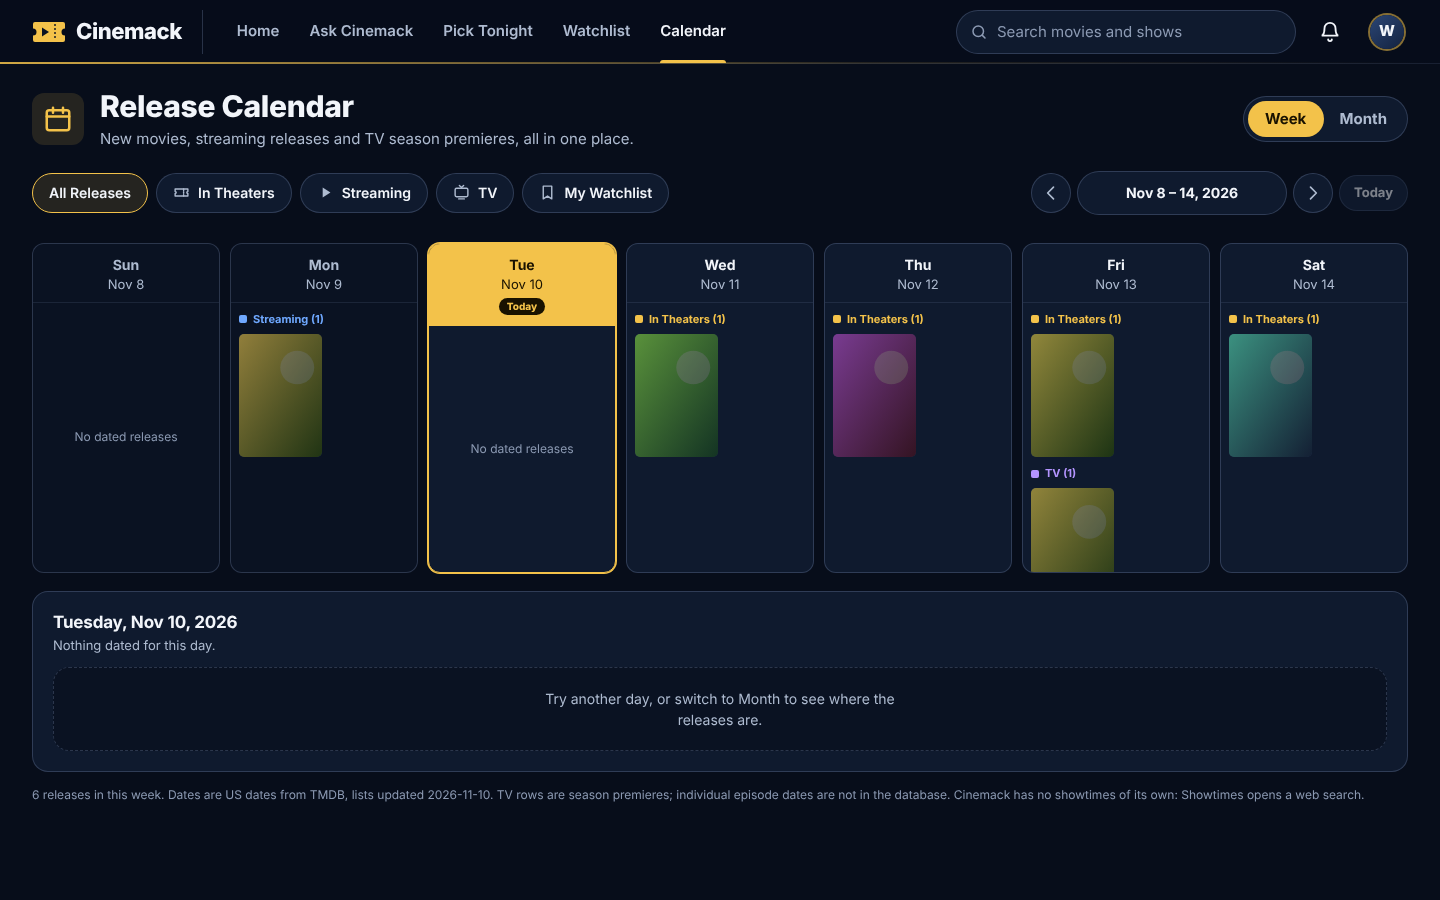 Cinemack
Home
Ask Cinemack
Pick Tonight
Watchlist
Calendar
Search movies and shows
W
Release Calendar
New movies, streaming releases and TV season premieres, all in one place.
Week
Month
All Releases
In Theaters
Streaming
TV
My Watchlist
Nov 8 – 14, 2026
Today
Sun
Nov 8
No dated releases
Mon
Nov 9
Streaming (1)
Tue
Nov 10
Today
No dated releases
Wed
Nov 11
In Theaters (1)
Thu
Nov 12
In Theaters (1)
Fri
Nov 13
In Theaters (1)
TV (1)
Sat
Nov 14
In Theaters (1)
Tuesday, Nov 10, 2026
Nothing dated for this day.
Try another day, or switch to Month to see where the
releases are.
6 releases in this week. Dates are US dates from TMDB, lists updated 2026-11-10. TV rows are season premieres; individual episode dates are not in the database. Cinemack has no showtimes of its own: Showtimes opens a web search.